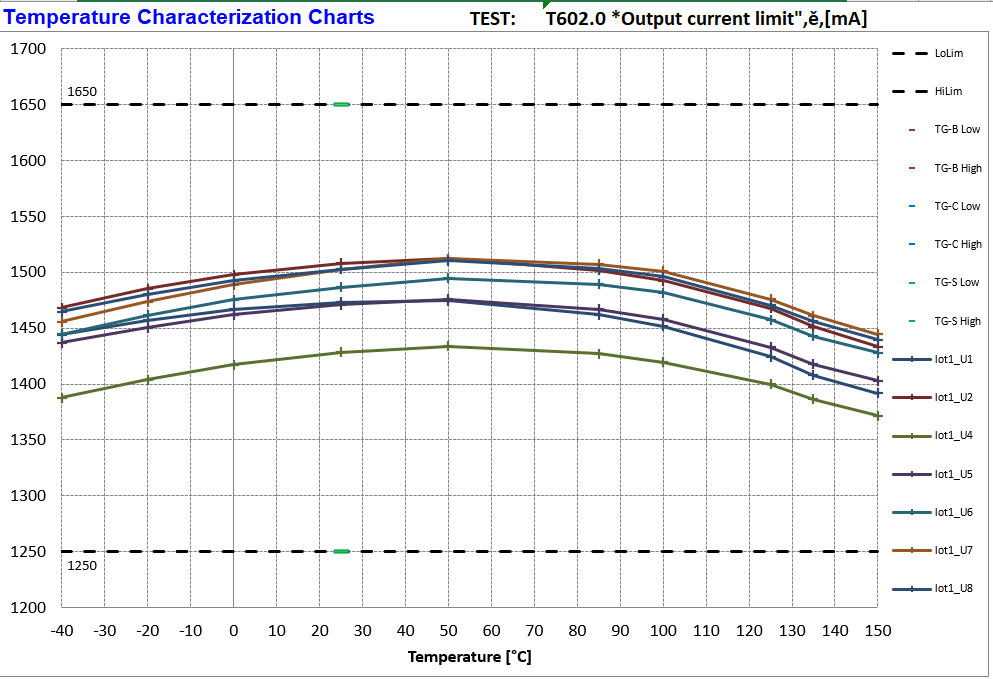 Temperature Characterization Charts
TEST: T602.0 *Output current limit",ě,[mA]
1700
1650
1600
1550
1500
1450
1400
1350
1300
1250
1200
1650
1250
-40 -30 -20 -10 0 10 20 30 40 50 60 70 80 90 100 110 120 130 140 150
Temperature [°C]
LoLim
HiLim
TG-B Low
TG-B High
TG-C Low
TG-C High
TG-S Low
TG-S High
lot1_U1
lot1_U2
lot1_U4
lot1_U5
lot1_U6
lot1_U7
lot1_U8